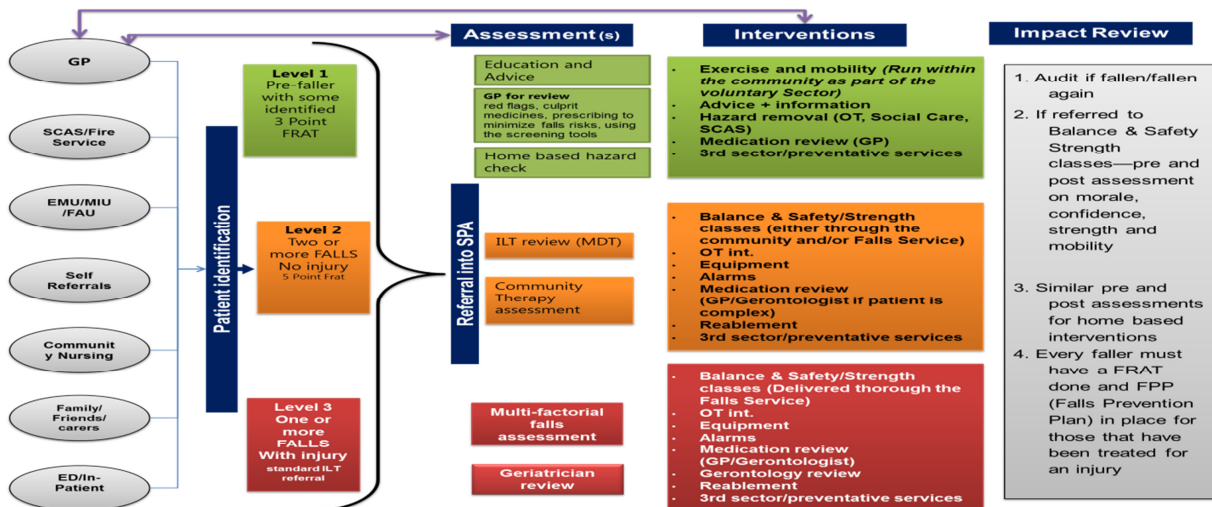 GP
SCAS/Fire
Service
EMU/MIU
/FAU
Self
Referrals
Communit
y Nursing
Family/
Friends/
carers
ED/In-
Patient
Patient identification
Level 1
Pre-faller
with some
identified
3 Point
FRAT
Level 2
Two or
more FALLS
No injury
5 Point Frat
Level 3
One or
more
FALLS
With injury
standard ILT
referral
Referral into SPA
Assessment(s)
Education and
Advice
GP for review
red flags, culprit
medicines, prescribing to
minimize falls risks, using
the screening tools
Home based hazard
check
ILT review (MDT)
Community
Therapy
assessment
Multi-factorial
falls
assessment
Geriatrician
review
Interventions
• Exercise and mobility (Run within
the community as part of the
voluntary Sector)
• Advice + information
• Hazard removal (OT, Social Care,
SCAS)
• Medication review (GP)
• 3rd sector/preventative services
• Balance & Safety/Strength
classes (either through the
community and/or Falls Service)
• OT int.
• Equipment
• Alarms
• Medication review
(GP/Gerontologist if patient is
complex)
• Reablement
• 3rd sector/preventative services
• Balance & Safety/Strength
classes (Delivered thorough the
Falls Service)
• OT int.
• Equipment
• Alarms
• Medication review
(GP/Gerontologist)
• Gerontology review
• Reablement
• 3rd sector/preventative services
Impact Review
1. Audit if fallen/fallen
again
2. If referred to
Balance & Safety
Strength
classes—pre and
post assessment
on morale,
confidence,
strength and
mobility
3. Similar pre and
post assessments
for home based
interventions
4. Every faller must
have a FRAT
done and FPP
(Falls Prevention
Plan) in place for
those that have
been treated for
an injury